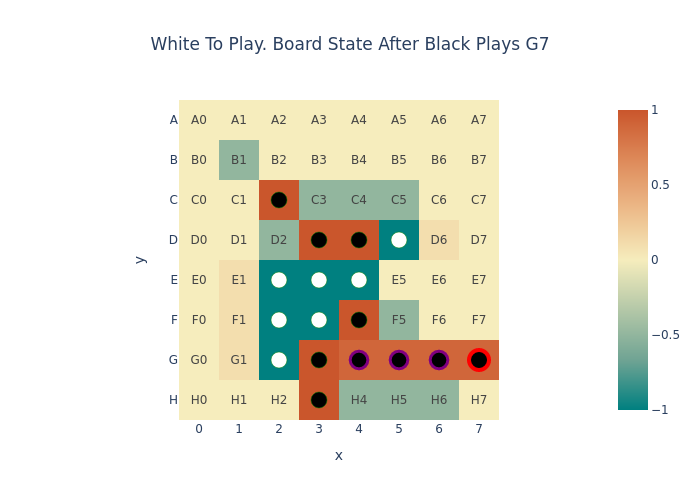 White To Play. Board State After Black Plays G7
A A0 A1 A2 A3 A4 A5 A6 A7
B B0 B1 B2 B3 B4 B5 B6 B7
C C0 C1 C3 C4 C5 C6 C7
D D0 D1 D2 D6 D7
E E0 E1 E5 E6 E7
F F0 F1 F5 F6 F7
G G0 G1
H H0 H1 H2 H4 H5 H6 H7
0 1 2 3 4 5 6 7
x
y
1
0.5
0
−0.5
−1